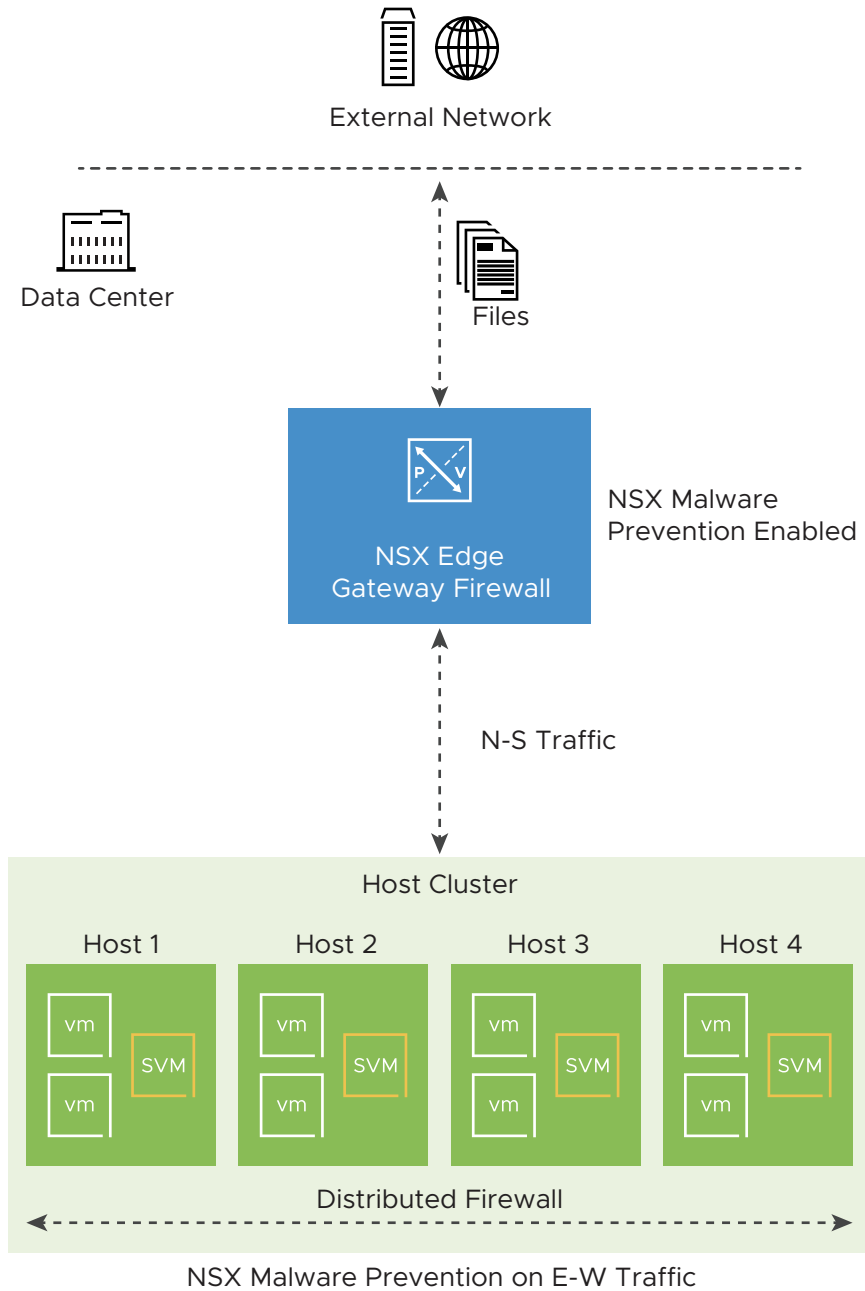 External Network
Data Center
Files
P V
NSX Edge
Gateway Firewall
NSX Malware
Prevention Enabled
N-S Traffic
Host Cluster
Host 1
Host 2
Host 3
Host 4
vm
vm
SVM
vm
vm
SVM
vm
vm
SVM
vm
vm
SVM
Distributed Firewall
NSX Malware Prevention on E-W Traffic